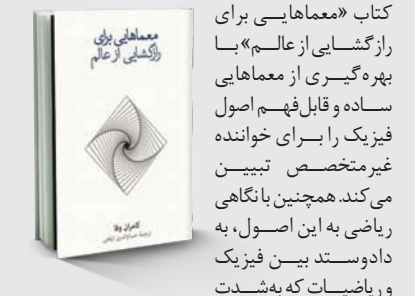 معماهایی برای
رازگشایی از عالم
کامران وفا
کتاب «معماهایی برای
رازگشایی از عالم» با
بهره‌گیری از معماهایی
ساده و قابل‌فهم اصول
فیزیک را برای خواننده
غیرمتخصص تبیین
می‌کند. همچنین با نگاهی
ریاضی به این اصول، به
دادوستد بین فیزیک
و ریاضیات که به‌شدت